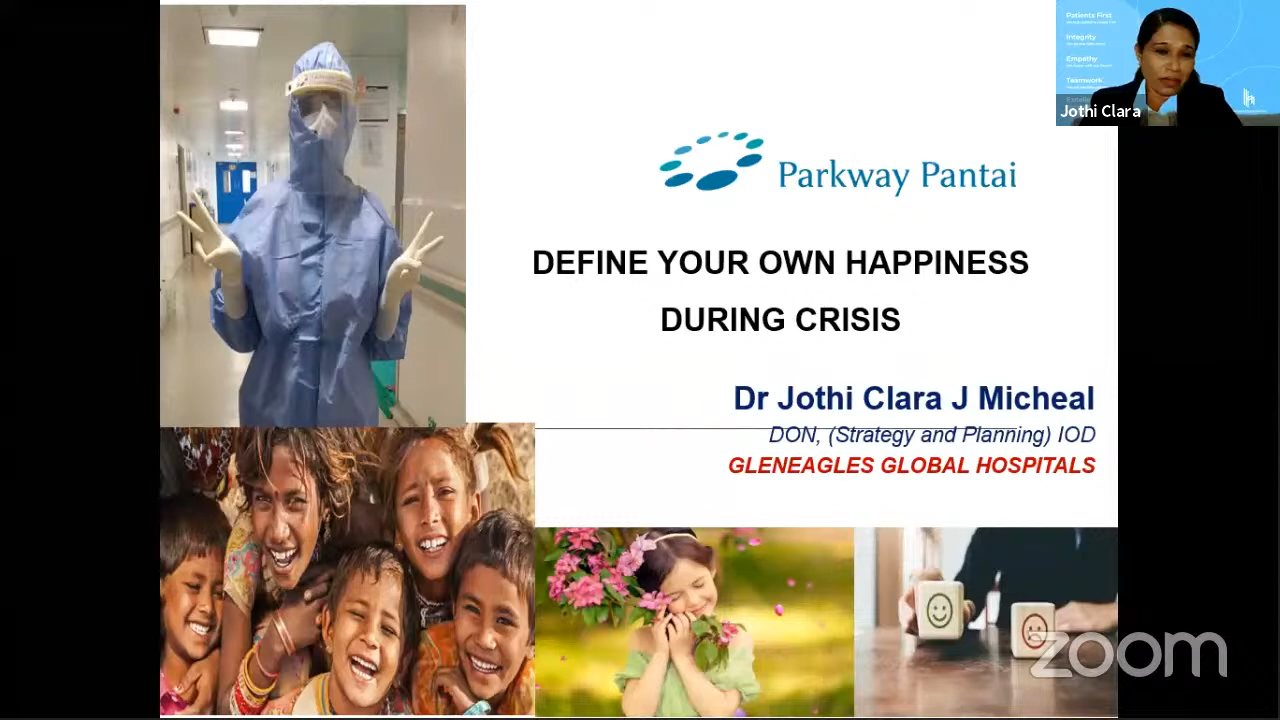 Parkway Pantai
DEFINE YOUR OWN HAPPINESS
DURING CRISIS
Dr Jothi Clara J Micheal
DON, (Strategy and Planning) IOD
GLENEAGLES GLOBAL HOSPITALS
Patients First
Integrity
Empathy
Teamwork
Jothi Clara
zoom